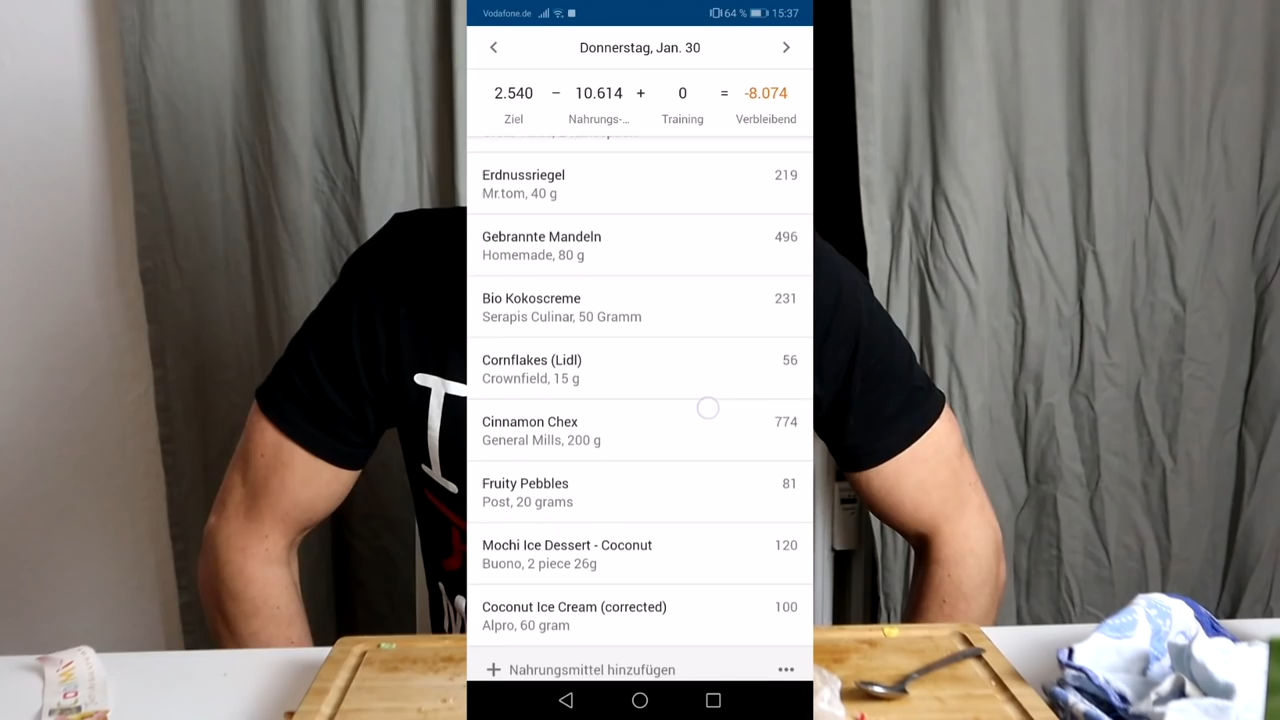 Vodafone.de 64 % 15:37
Donnerstag, Jan. 30
2.540 − 10.614 + 0 = -8.074
Ziel Nahrungs-... Training Verbleibend
Erdnussriegel 219
Mr.tom, 40 g
Gebrannte Mandeln 496
Homemade, 80 g
Bio Kokoscreme 231
Serapis Culinar, 50 Gramm
Cornflakes (Lidl) 56
Crownfield, 15 g
Cinnamon Chex 774
General Mills, 200 g
Fruity Pebbles 81
Post, 20 grams
Mochi Ice Dessert - Coconut 120
Buono, 2 piece 26g
Coconut Ice Cream (corrected) 100
Alpro, 60 gram
+ Nahrungsmittel hinzufügen •••